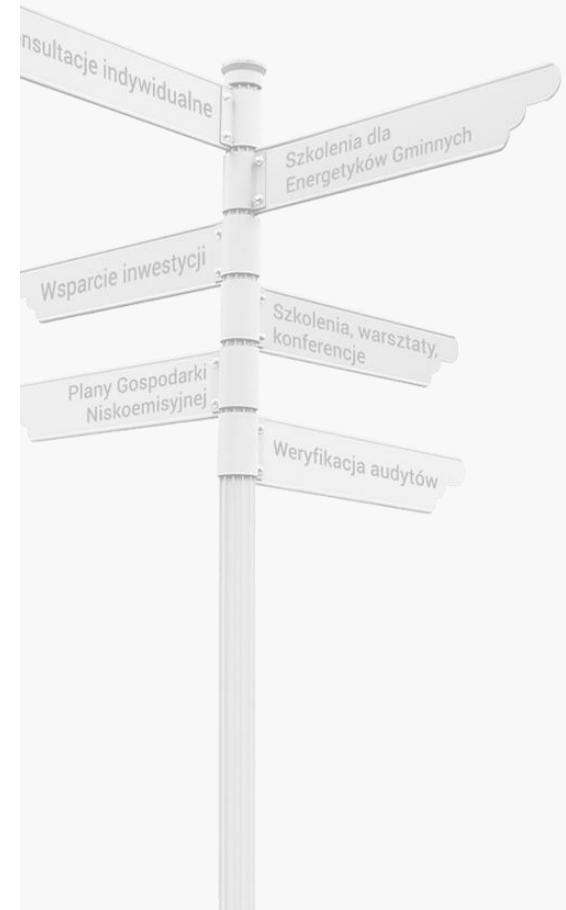 nsultacje indywidualne
Szkolenia dla
Energetyków Gminnych
Wsparcie inwestycji
Szkolenia, warsztaty,
konferencje
Plany Gospodarki
Niskoemisyjnej
Weryfikacja audytów